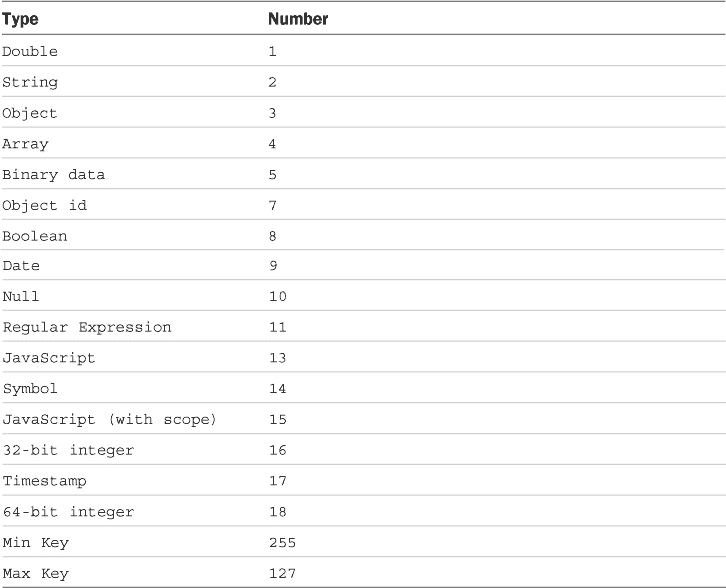 Type Number
Double 1
String 2
Object 3
Array 4
Binary data 5
Object id 7
Boolean 8
Date 9
Null 10
Regular Expression 11
JavaScript 13
Symbol 14
JavaScript (with scope) 15
32-bit integer 16
Timestamp 17
64-bit integer 18
Min Key 255
Max Key 127